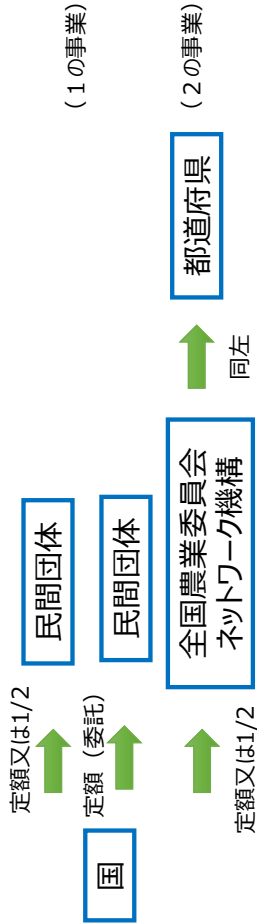 国
定額又は1/2
民間団体
定額（委託）
民間団体
（１の事業）
定額又は1/2
全国農業委員会
ネットワーク機構
同左
都道府県
（２の事業）